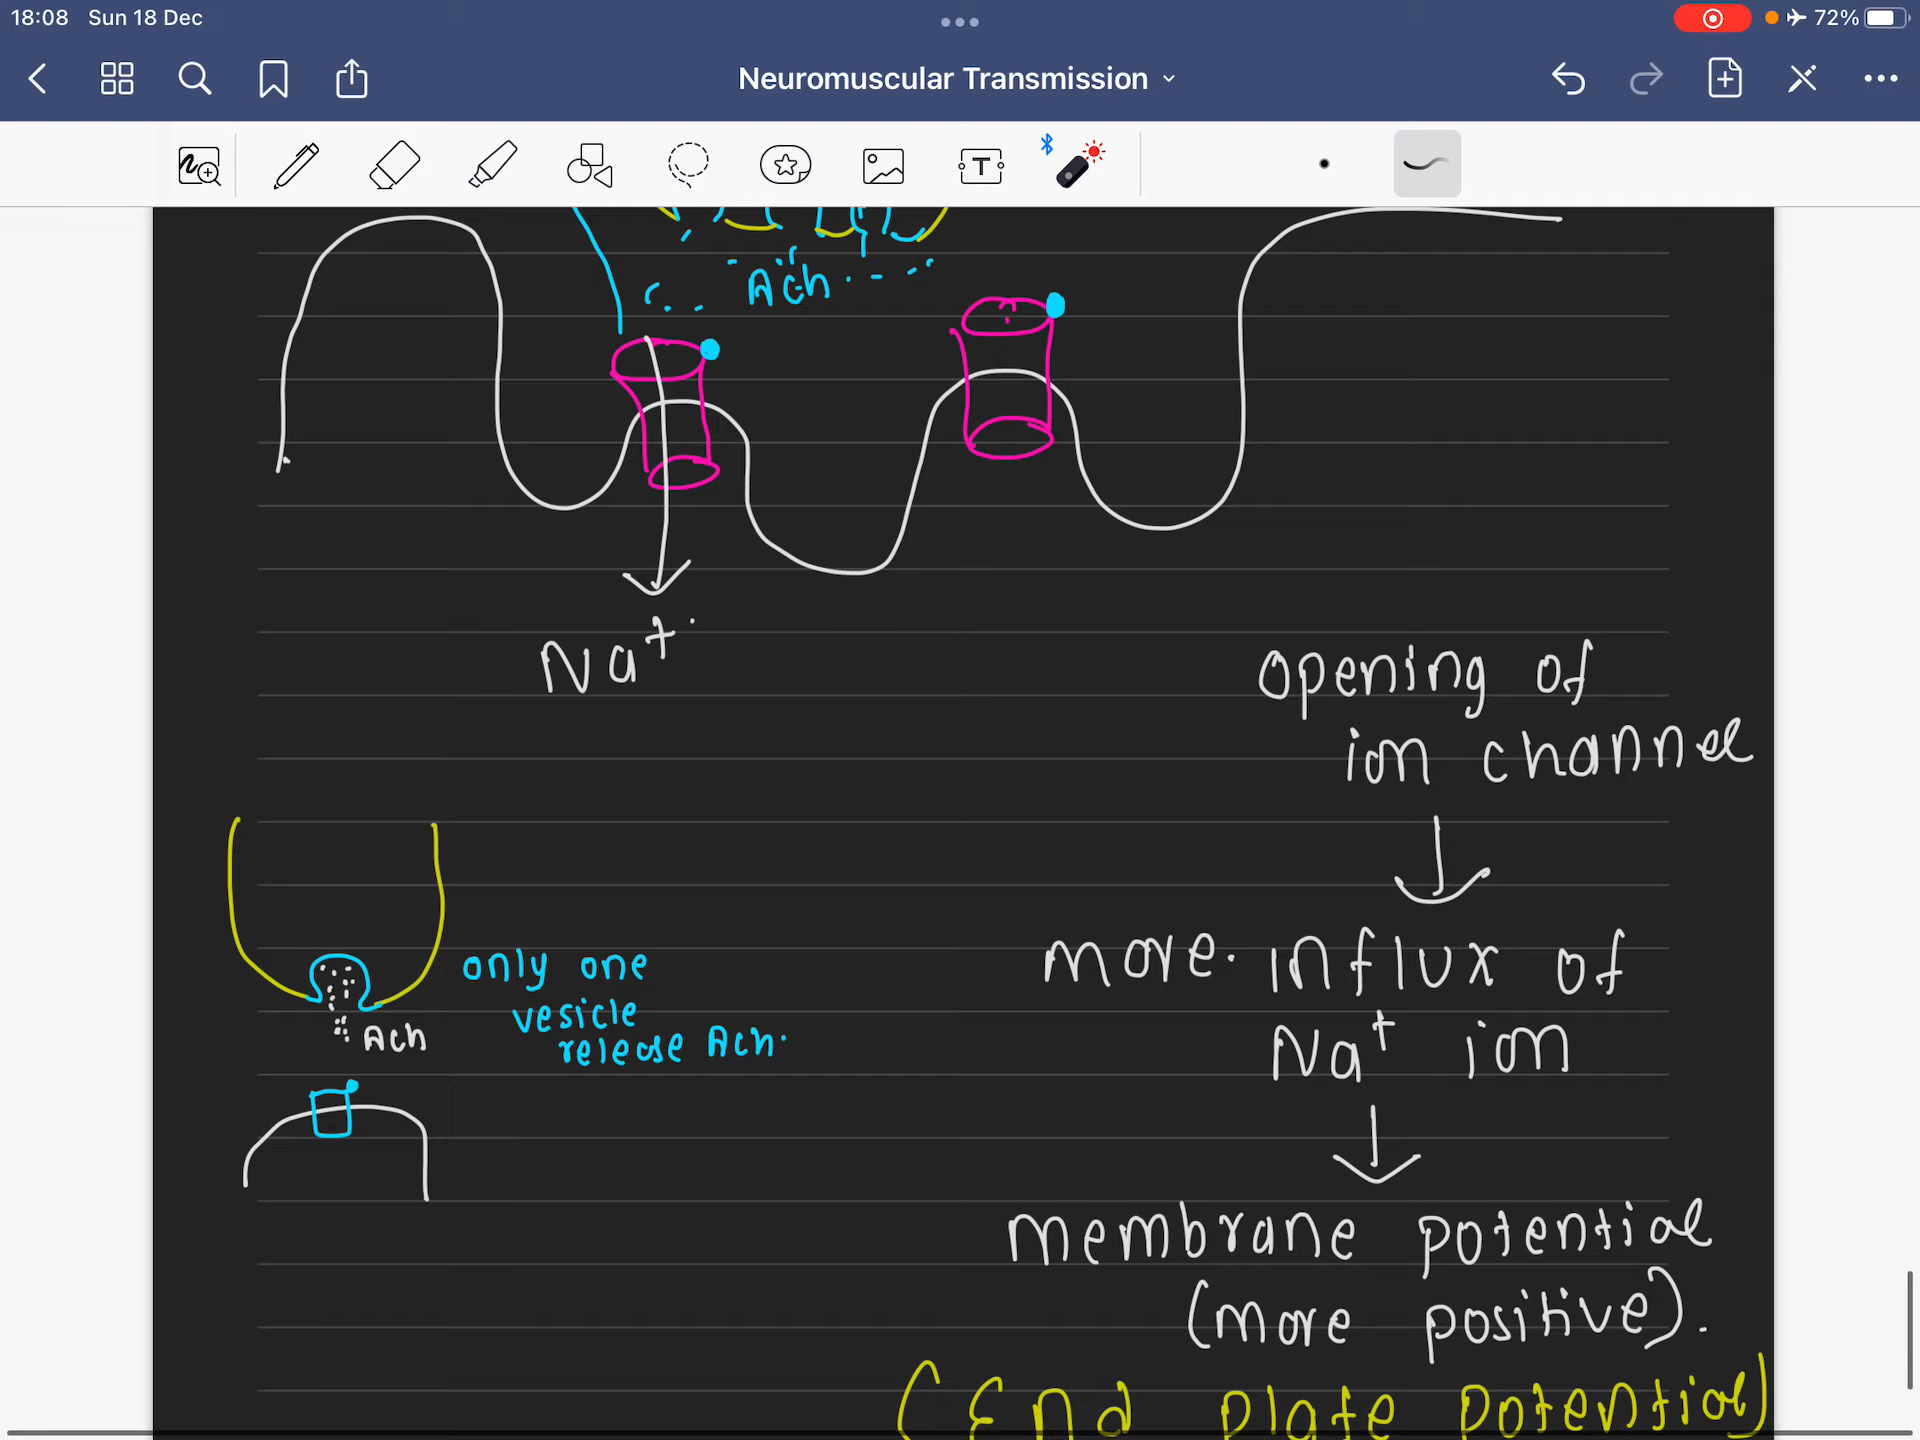 18:08 Sun 18 Dec
72%
Neuromuscular Transmission
T
Ach
Na+
opening of
ion channel
more influx of
Na+ ion
only one
vesicle
release Ach.
Ach
membrane potential
(more positive).
(End plate potential)